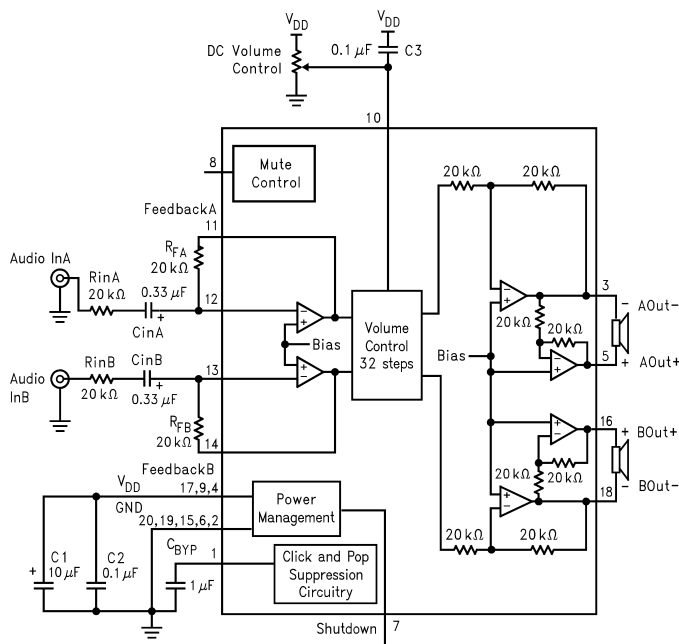 VDD
DC Volume
Control
VDD
0.1 μF
C3
10
8
Mute
Control
FeedbackA
11
RFA
20 kΩ
Audio InA
RinA
20 kΩ
0.33 μF
+
CinA
12
−
+
Bias
Volume
Control
32 steps
20 kΩ
20 kΩ
−
+
3
−
AOut−
20 kΩ
20 kΩ
Bias
−
+
5
+
AOut+
Audio
InB
RinB
20 kΩ
CinB
+
0.33 μF
13
+
−
RFB
20 kΩ
14
FeedbackB
+
−
16
+
BOut+
20 kΩ
20 kΩ
+
−
18
−
BOut−
20 kΩ
20 kΩ
VDD
17,9,4
GND
20,19,15,6,2
Power
Management
CBYP
1
1 μF
Click and Pop
Suppression
Circuitry
+
C1
10 μF
C2
0.1 μF
Shutdown
7